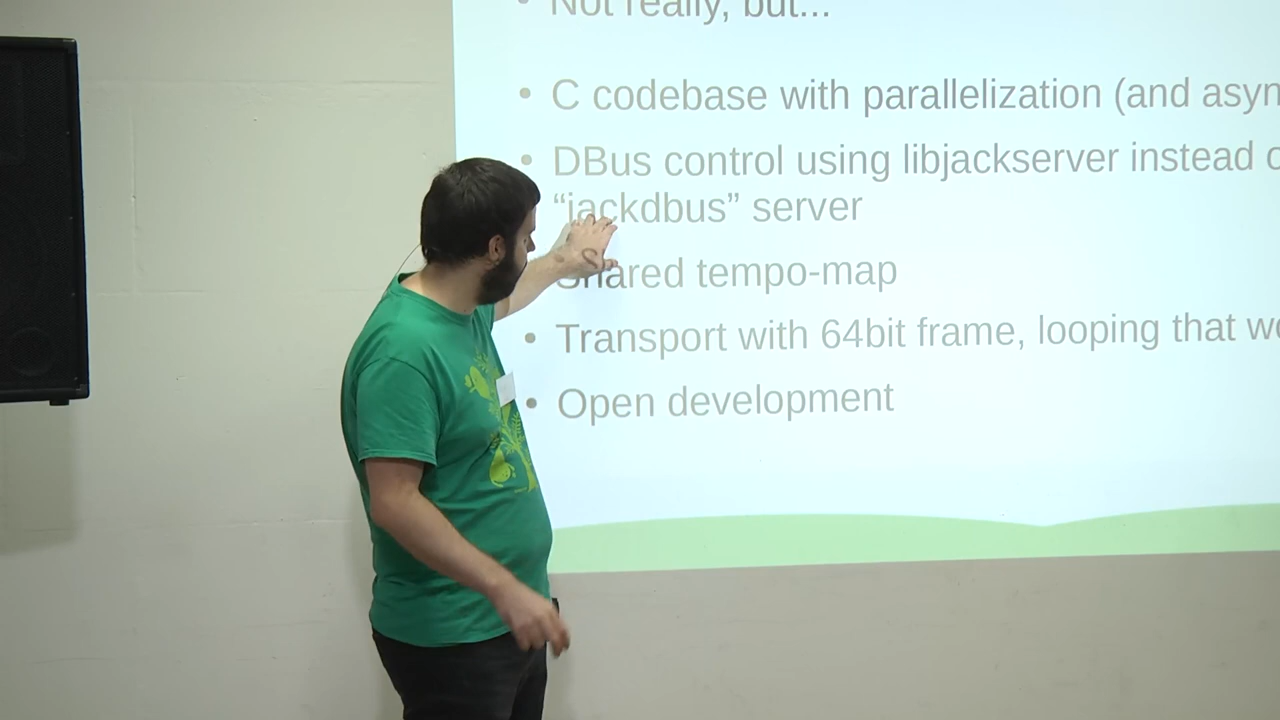 Not really, but...
C codebase with parallelization (and asyn
DBus control using libjackserver instead
“jackdbus” server
Shared tempo-map
Transport with 64bit frame, looping that
Open development